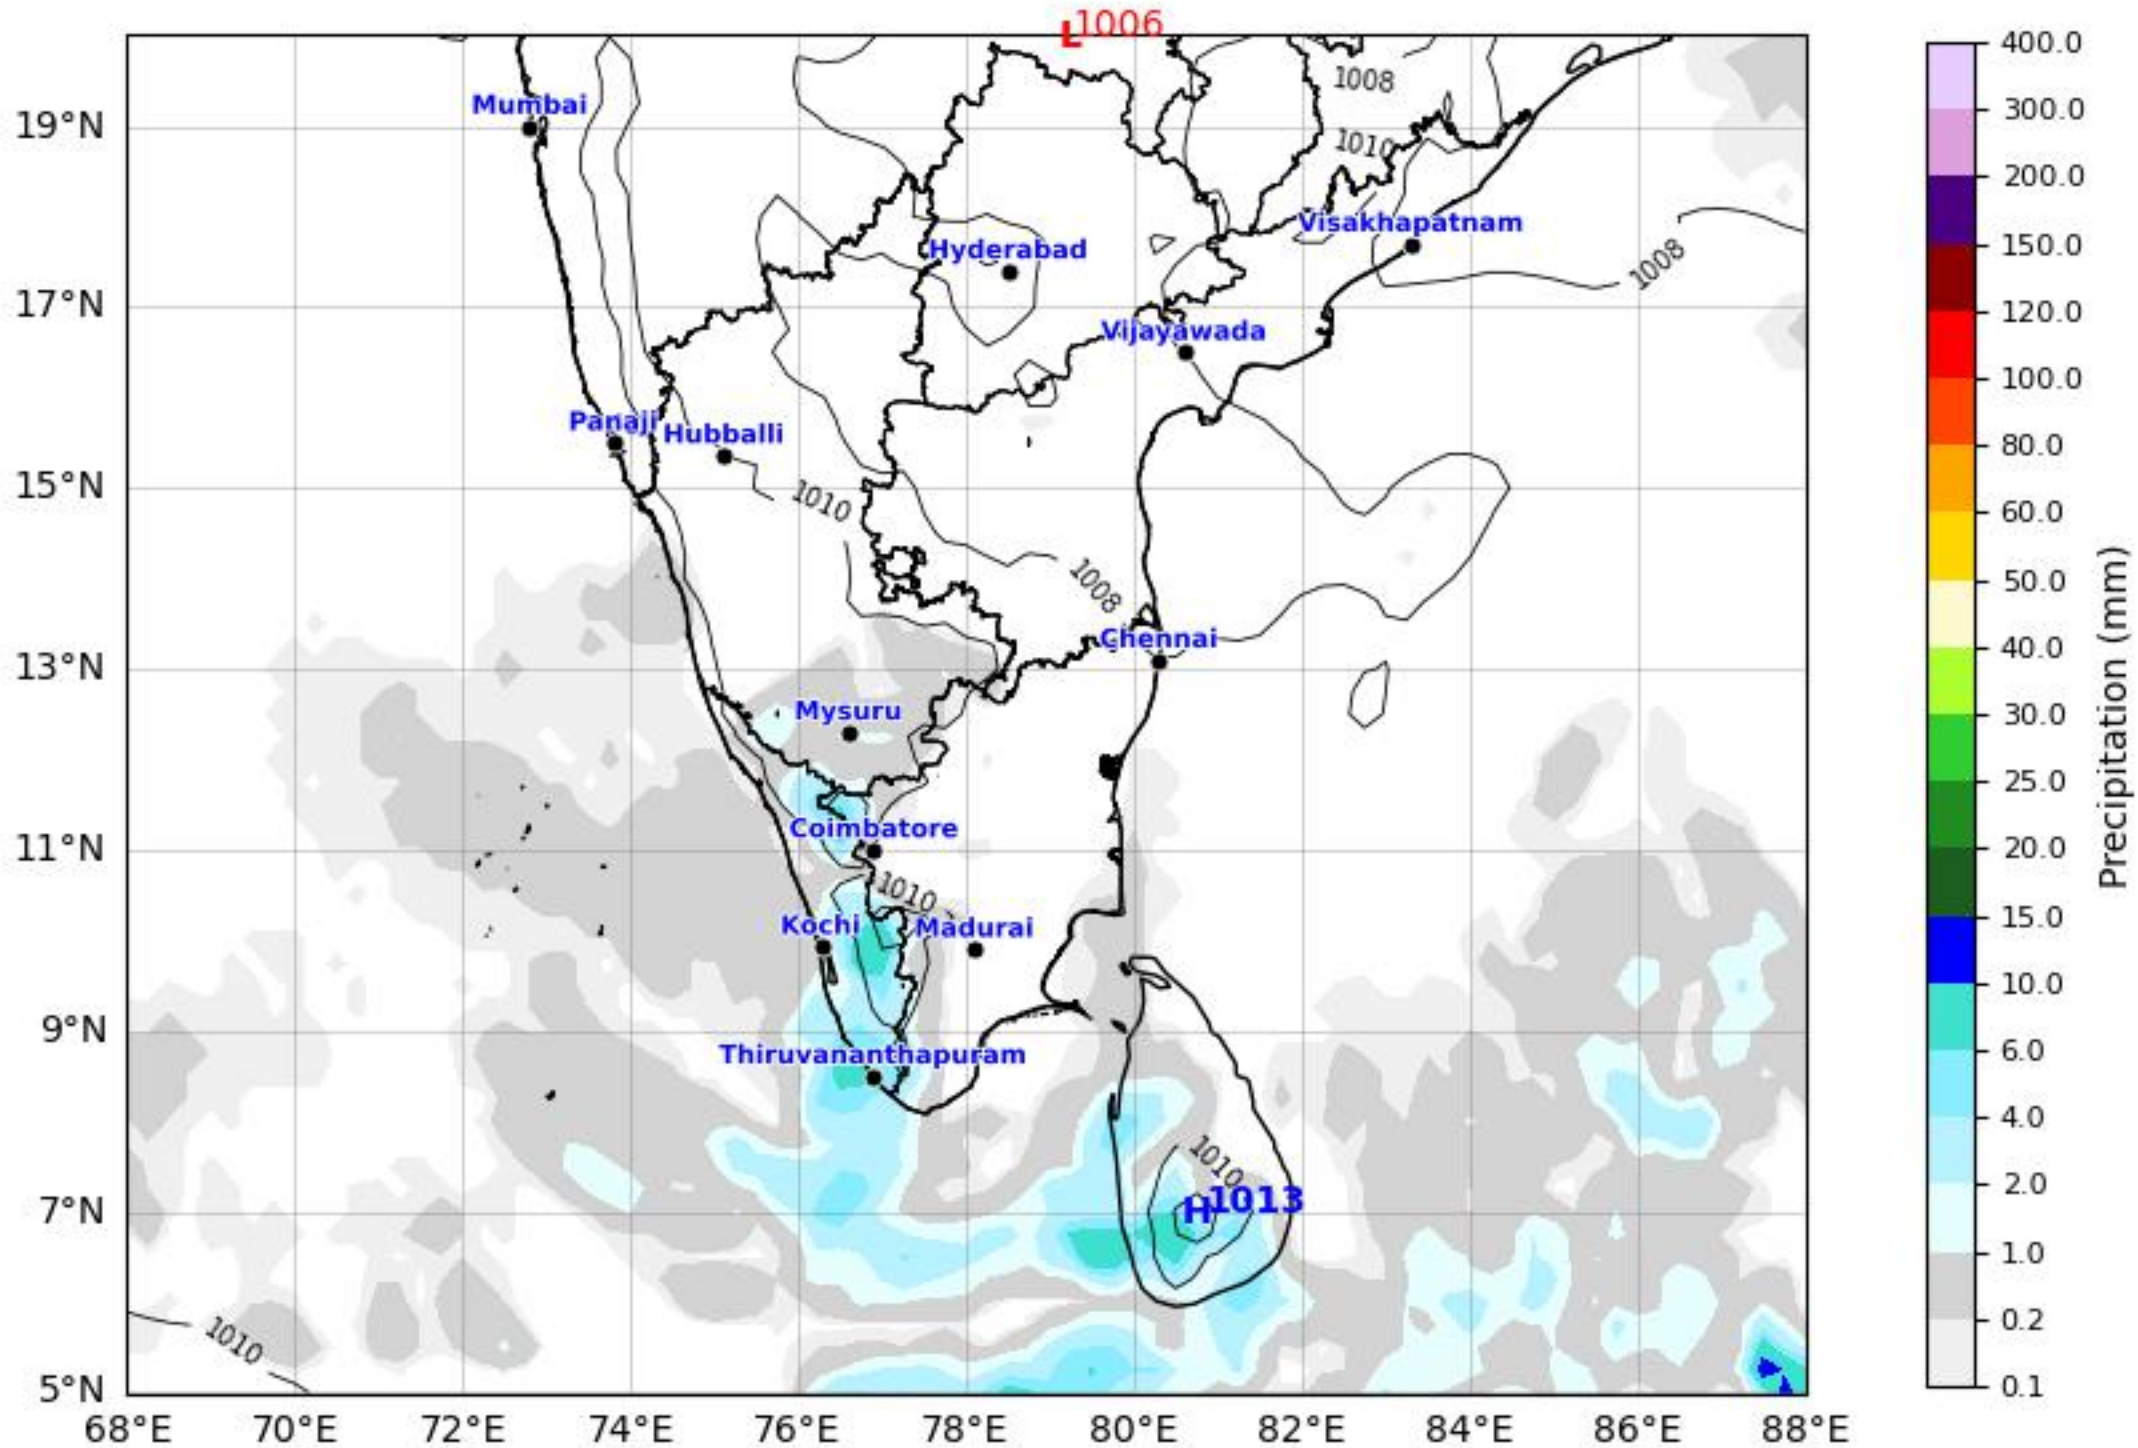 L1006
400.0
1008
19°N
Mumbai
300.0
1010
200.0
Visakhapatnam
Hyderabad
150.0
1008
17°N
120.0
Vijayawada
100.0
Panaji
Hubballi
80.0
15°N
1010
60.0
1008
50.0
Chennai
40.0
13°N
Mysuru
30.0
25.0
Coimbatore
11°N
20.0
1010
Kochi
Madurai
15.0
10.0
9°N
Thiruvananthapuram
6.0
4.0
1010
7°N
H1013
2.0
1.0
1010
0.2
5°N
0.1
68°E 70°E 72°E 74°E 76°E 78°E 80°E 82°E 84°E 86°E 88°E
Precipitation (mm)